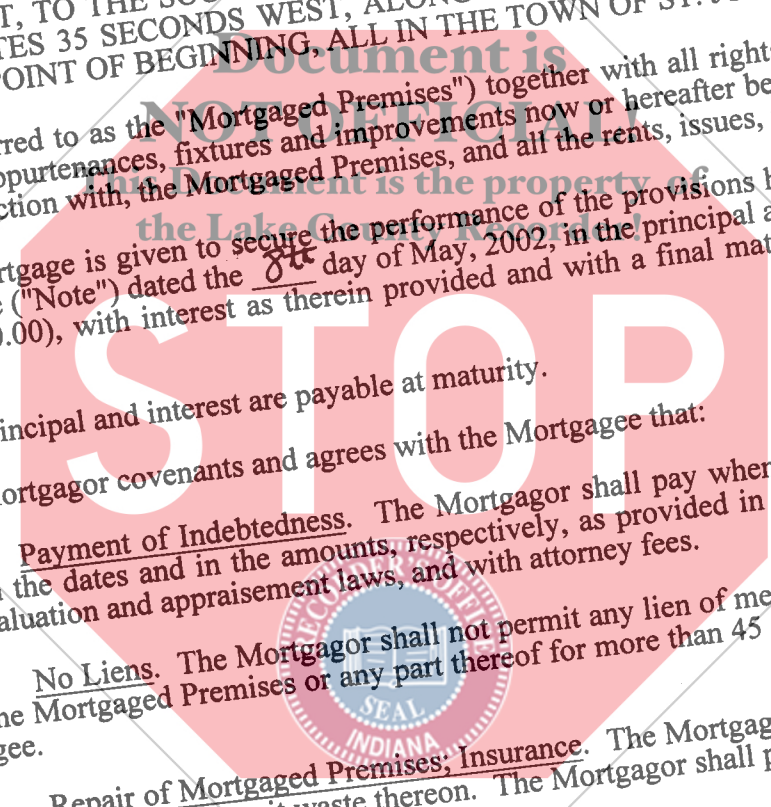 T, TO THE
TES 35 SECONDS WEST,
TOWN OF ST.
POINT OF BEGINNING, ALL IN THE
Document is
NOT OFFICIAL!
This Document is the property of
the Lake County Recorder!
STOP
rred to as the "Mortgaged Premises") together with all right
ppurtenances, fixtures and improvements now or hereafter be
ction with, the Mortgaged Premises, and all the rents, issues,
rtgage is given to secure the performance of the provisions
("Note") dated the 8th day of May, 2002, in the principal
0.00), with interest as therein provided and with a final mat
incipal and interest are payable at maturity.
ortgagor covenants and agrees with the Mortgagee that:
Payment of Indebtedness. The Mortgagor shall pay when
the dates and in the amounts, respectively, as provided in
aluation and appraisement laws, and with attorney fees.
No Liens. The Mortgagor shall not permit any lien of me
he Mortgaged Premises or any part thereof for more than 45
gee.
Repair of Mortgaged Premises; Insurance. The Mortgag
waste thereon. The Mortgagor shall p
SEAL
INDIANA